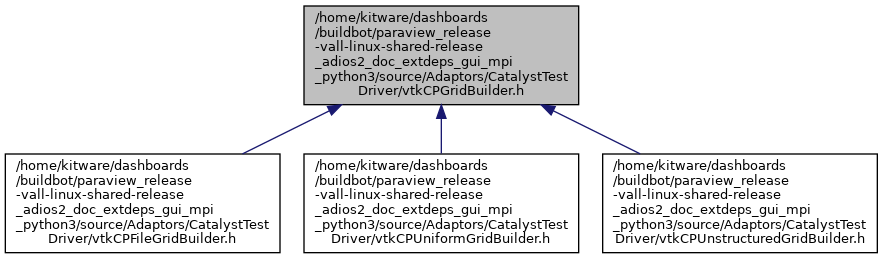 /home/kitware/dashboards
/buildbot/paraview_release
-vall-linux-shared-release
_adios2_doc_extdeps_gui_mpi
_python3/source/Adaptors/CatalystTest
Driver/vtkCPGridBuilder.h
/home/kitware/dashboards
/buildbot/paraview_release
-vall-linux-shared-release
_adios2_doc_extdeps_gui_mpi
_python3/source/Adaptors/CatalystTest
Driver/vtkCPFileGridBuilder.h
/home/kitware/dashboards
/buildbot/paraview_release
-vall-linux-shared-release
_adios2_doc_extdeps_gui_mpi
_python3/source/Adaptors/CatalystTest
Driver/vtkCPUniformGridBuilder.h
/home/kitware/dashboards
/buildbot/paraview_release
-vall-linux-shared-release
_adios2_doc_extdeps_gui_mpi
_python3/source/Adaptors/CatalystTest
Driver/vtkCPUnstructuredGridBuilder.h